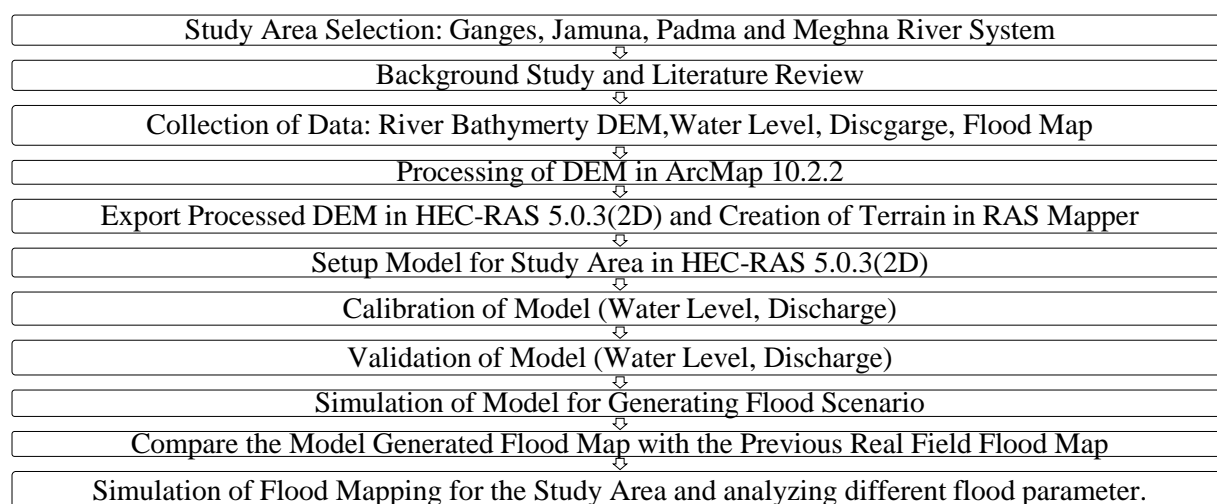 Study Area Selection: Ganges, Jamuna, Padma and Meghna River System
Background Study and Literature Review
Collection of Data: River Bathymerty DEM,Water Level, Discgarge, Flood Map
Processing of DEM in ArcMap 10.2.2
Export Processed DEM in HEC-RAS 5.0.3(2D) and Creation of Terrain in RAS Mapper
Setup Model for Study Area in HEC-RAS 5.0.3(2D)
Calibration of Model (Water Level, Discharge)
Validation of Model (Water Level, Discharge)
Simulation of Model for Generating Flood Scenario
Compare the Model Generated Flood Map with the Previous Real Field Flood Map
Simulation of Flood Mapping for the Study Area and analyzing different flood parameter.